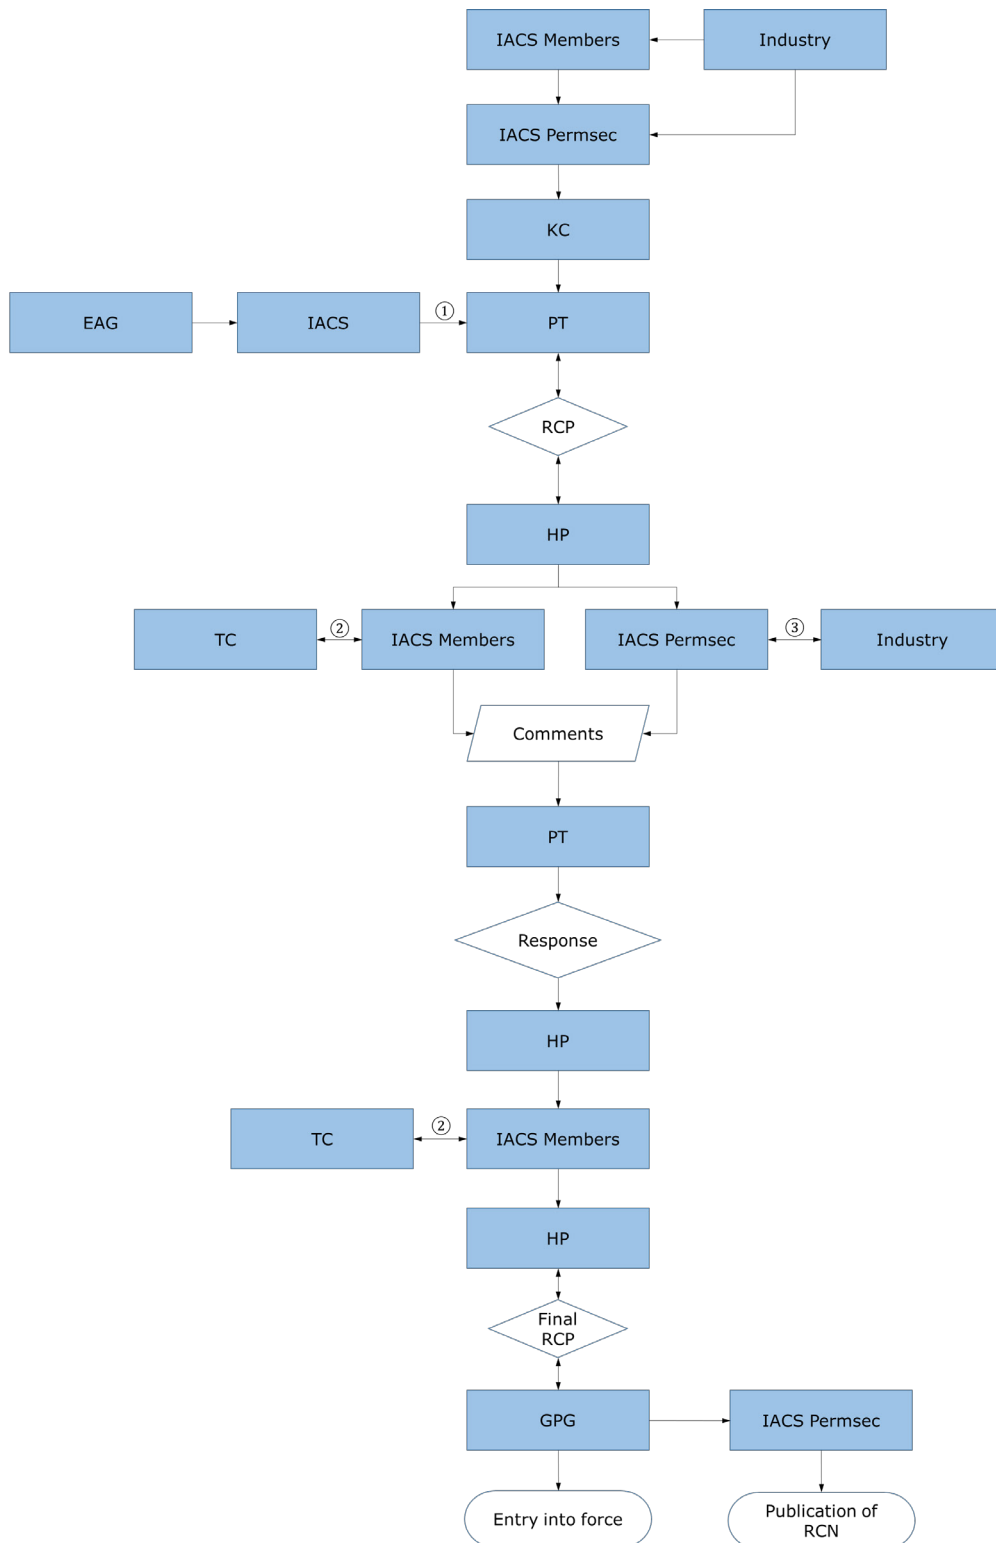 IACS Members
Industry
IACS Permsec
KC
EAG
IACS
①
PT
RCP
HP
TC
②
IACS Members
IACS Permsec
③
Industry
Comments
PT
Response
HP
TC
②
IACS Members
HP
Final
RCP
GPG
IACS Permsec
Entry into force
Publication of
RCN